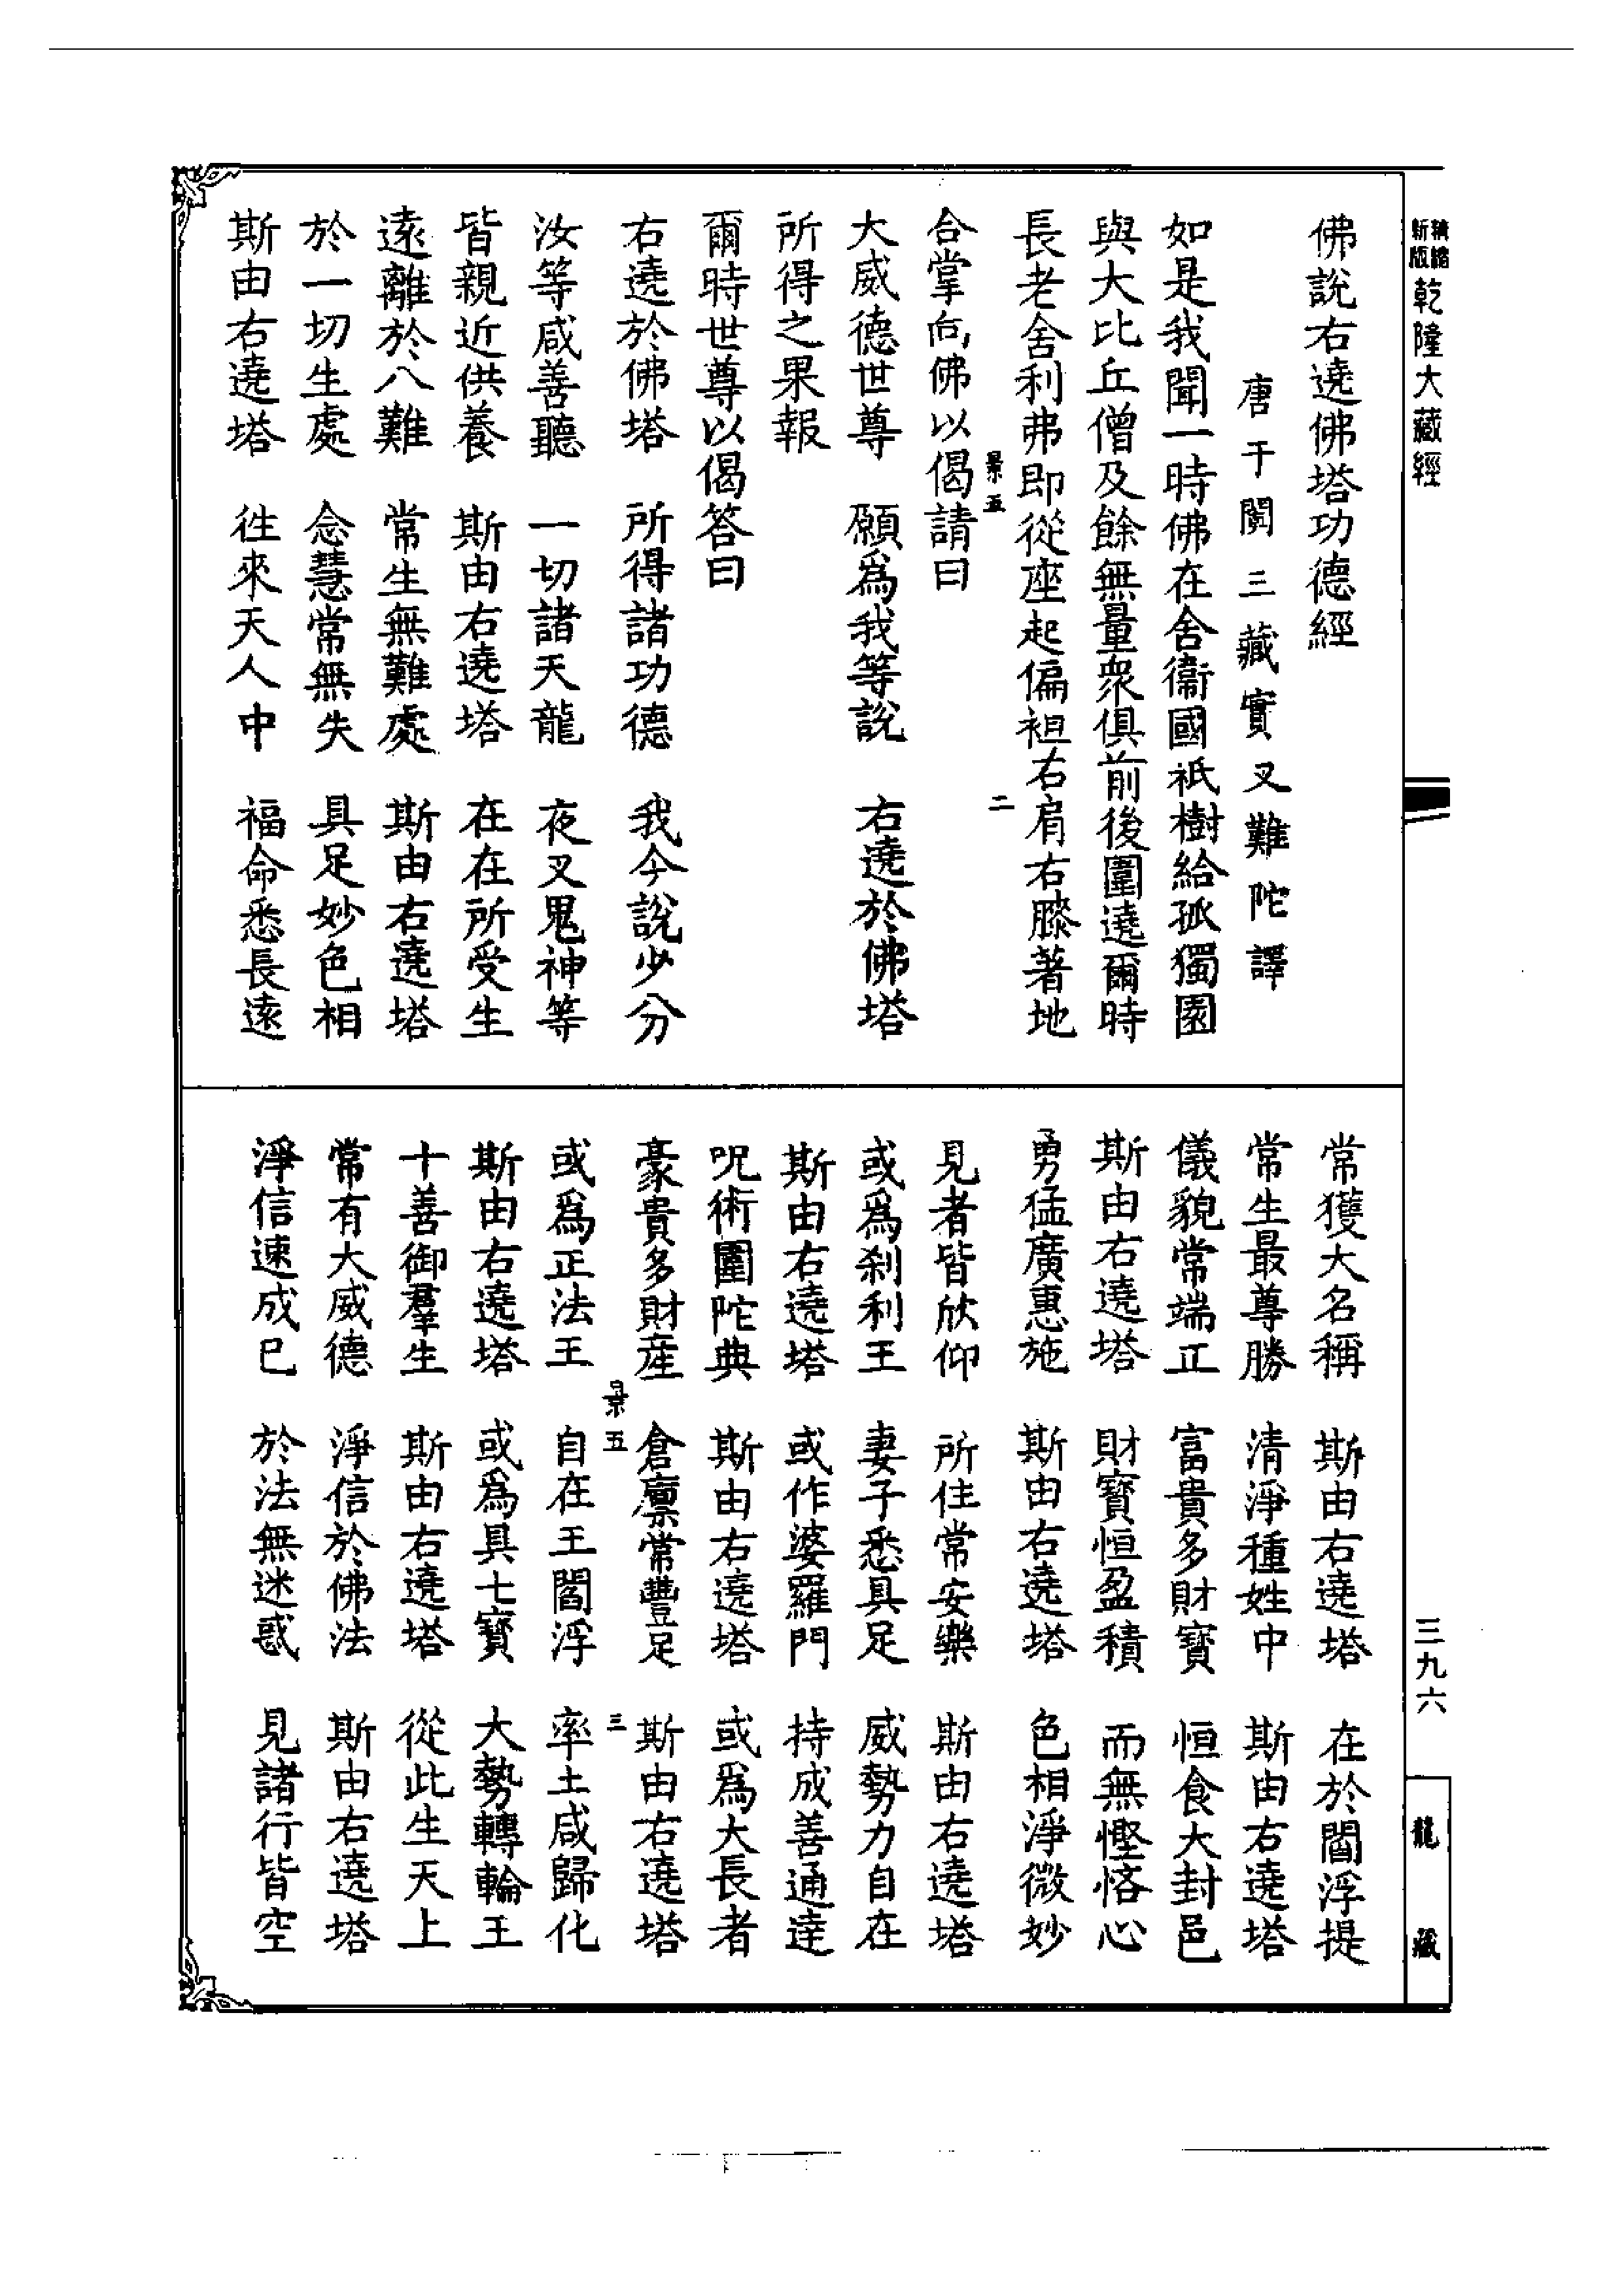 新版精縮乾隆大藏經
佛說右遶佛塔功德經
唐于闐三藏實叉難陀譯
如是我聞一時佛在舍衞國祇樹給孤獨園
與大比丘僧及餘無量衆俱前後圍遶爾時
長老舍利弗即從座起偏袒右肩右膝著地
景五 二
合掌向佛以偈請曰
大威德世尊 願爲我等說 右遶於佛塔
所得之果報
爾時世尊以偈答曰
右遶於佛塔 所得諸功德 我今說少分
汝等咸善聽 一切諸天龍 夜叉鬼神等
皆親近供養 斯由右遶塔 在在所受生
遠離於八難 常生無難處 斯由右遶塔
於一切生處 念慧常無失 具足妙色相
斯由右遶塔 往來天人中 福命悉長遠
常獲大名稱 斯由右遶塔 在於閻浮提
常生最尊勝 清淨種姓中 斯由右遶塔
儀貌常端正 富貴多財寶 恒食大封邑
斯由右遶塔 財寶恒盈積 而無慳悋心
勇猛廣惠施 斯由右遶塔 色相淨微妙
見者皆欣仰 所住常安樂 斯由右遶塔
或爲刹利王 妻子悉具足 威勢力自在
斯由右遶塔 或作婆羅門 持戒善通達
呪術圍陀典 斯由右遶塔 或爲大長者
豪貴多財産 倉廩常豐足 斯由右遶塔
景五 三
或爲正法王 自在王閻浮 率土咸歸化
斯由右遶塔 或爲具七寶 大勢轉輪王
十善御羣生 斯由右遶塔 從此生天上
常有大威德 淨信於佛法 斯由右遶塔
淨信速成已 於法無迷惑 見諸行皆空
三九六
龍藏